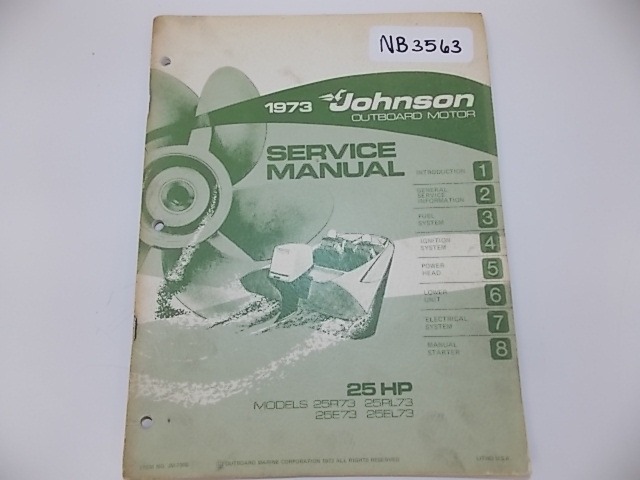 NB3563
1973 Johnson
OUTBOARD MOTOR
SERVICE
MANUAL
INTRODUCTION 1
GENERAL
SERVICE
INFORMATION 2
FUEL
SYSTEM 3
IGNITION
SYSTEM 4
POWER
HEAD 5
LOWER
UNIT 6
ELECTRICAL
SYSTEM 7
MANUAL
STARTER 8
25 HP
MODELS 25R73 25RL73
25E73 25EL73
OUTBOARD MARINE CORPORATION 1972 ALL RIGHTS RESERVED